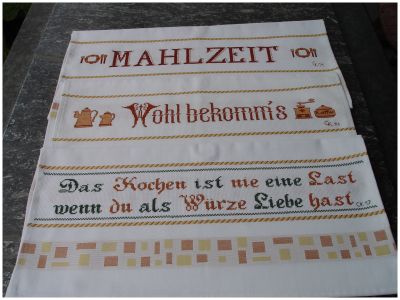 MAHLZEIT
Wohl bekomm's
Das Kochen ist nie eine Last
wenn du als Würze Liebe hast